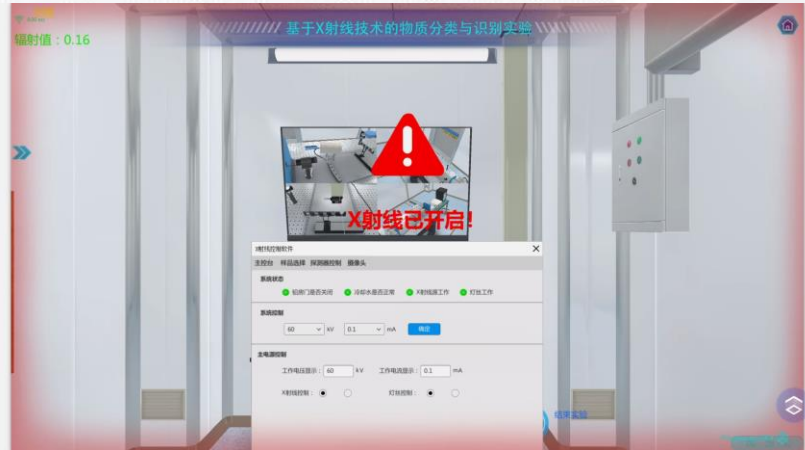 基于X射线技术的物质分类与识别实验
辐射值：0.16
X射线已开启！
X射线控制软件
主控台 样品选择 探测器控制 摄像头
系统状态
铅房门是否关闭 冷却水是否正常 X射线源工作 灯丝工作
系统控制
60 kV 0.1 mA 确定
主电源控制
工作电压显示： 60 kV 工作电流显示： 0.1 mA
X射线控制： 灯丝控制：
结束实验